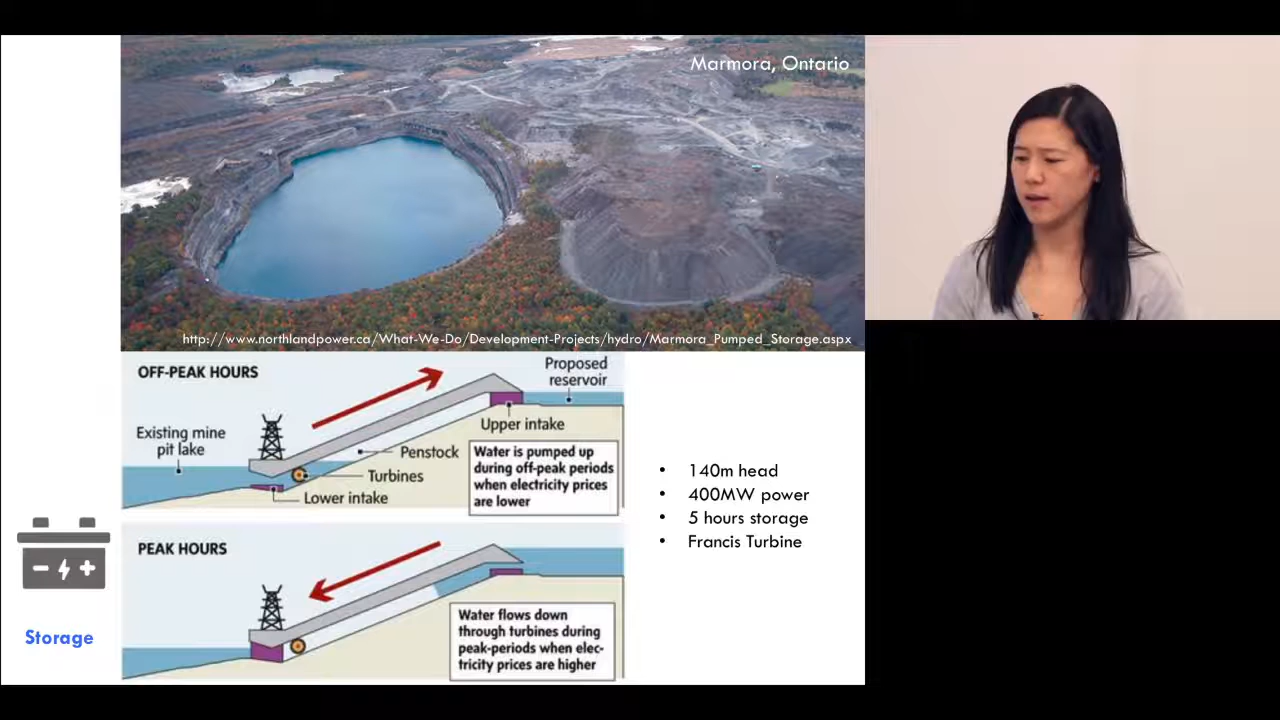 Marmora, Ontario
http://www.northlandpower.ca/What-We-Do/Development-Projects/hydro/Marmora_Pumped_Storage.aspx
OFF-PEAK HOURS
Proposed
reservoir
Existing mine
pit lake
Upper intake
Penstock
Turbines
Lower intake
Water is pumped up
during off-peak periods
when electricity prices
are lower
• 140m head
• 400MW power
• 5 hours storage
• Francis Turbine
PEAK HOURS
Water flows down
through turbines during
peak-periods when elec-
tricity prices are higher
Storage